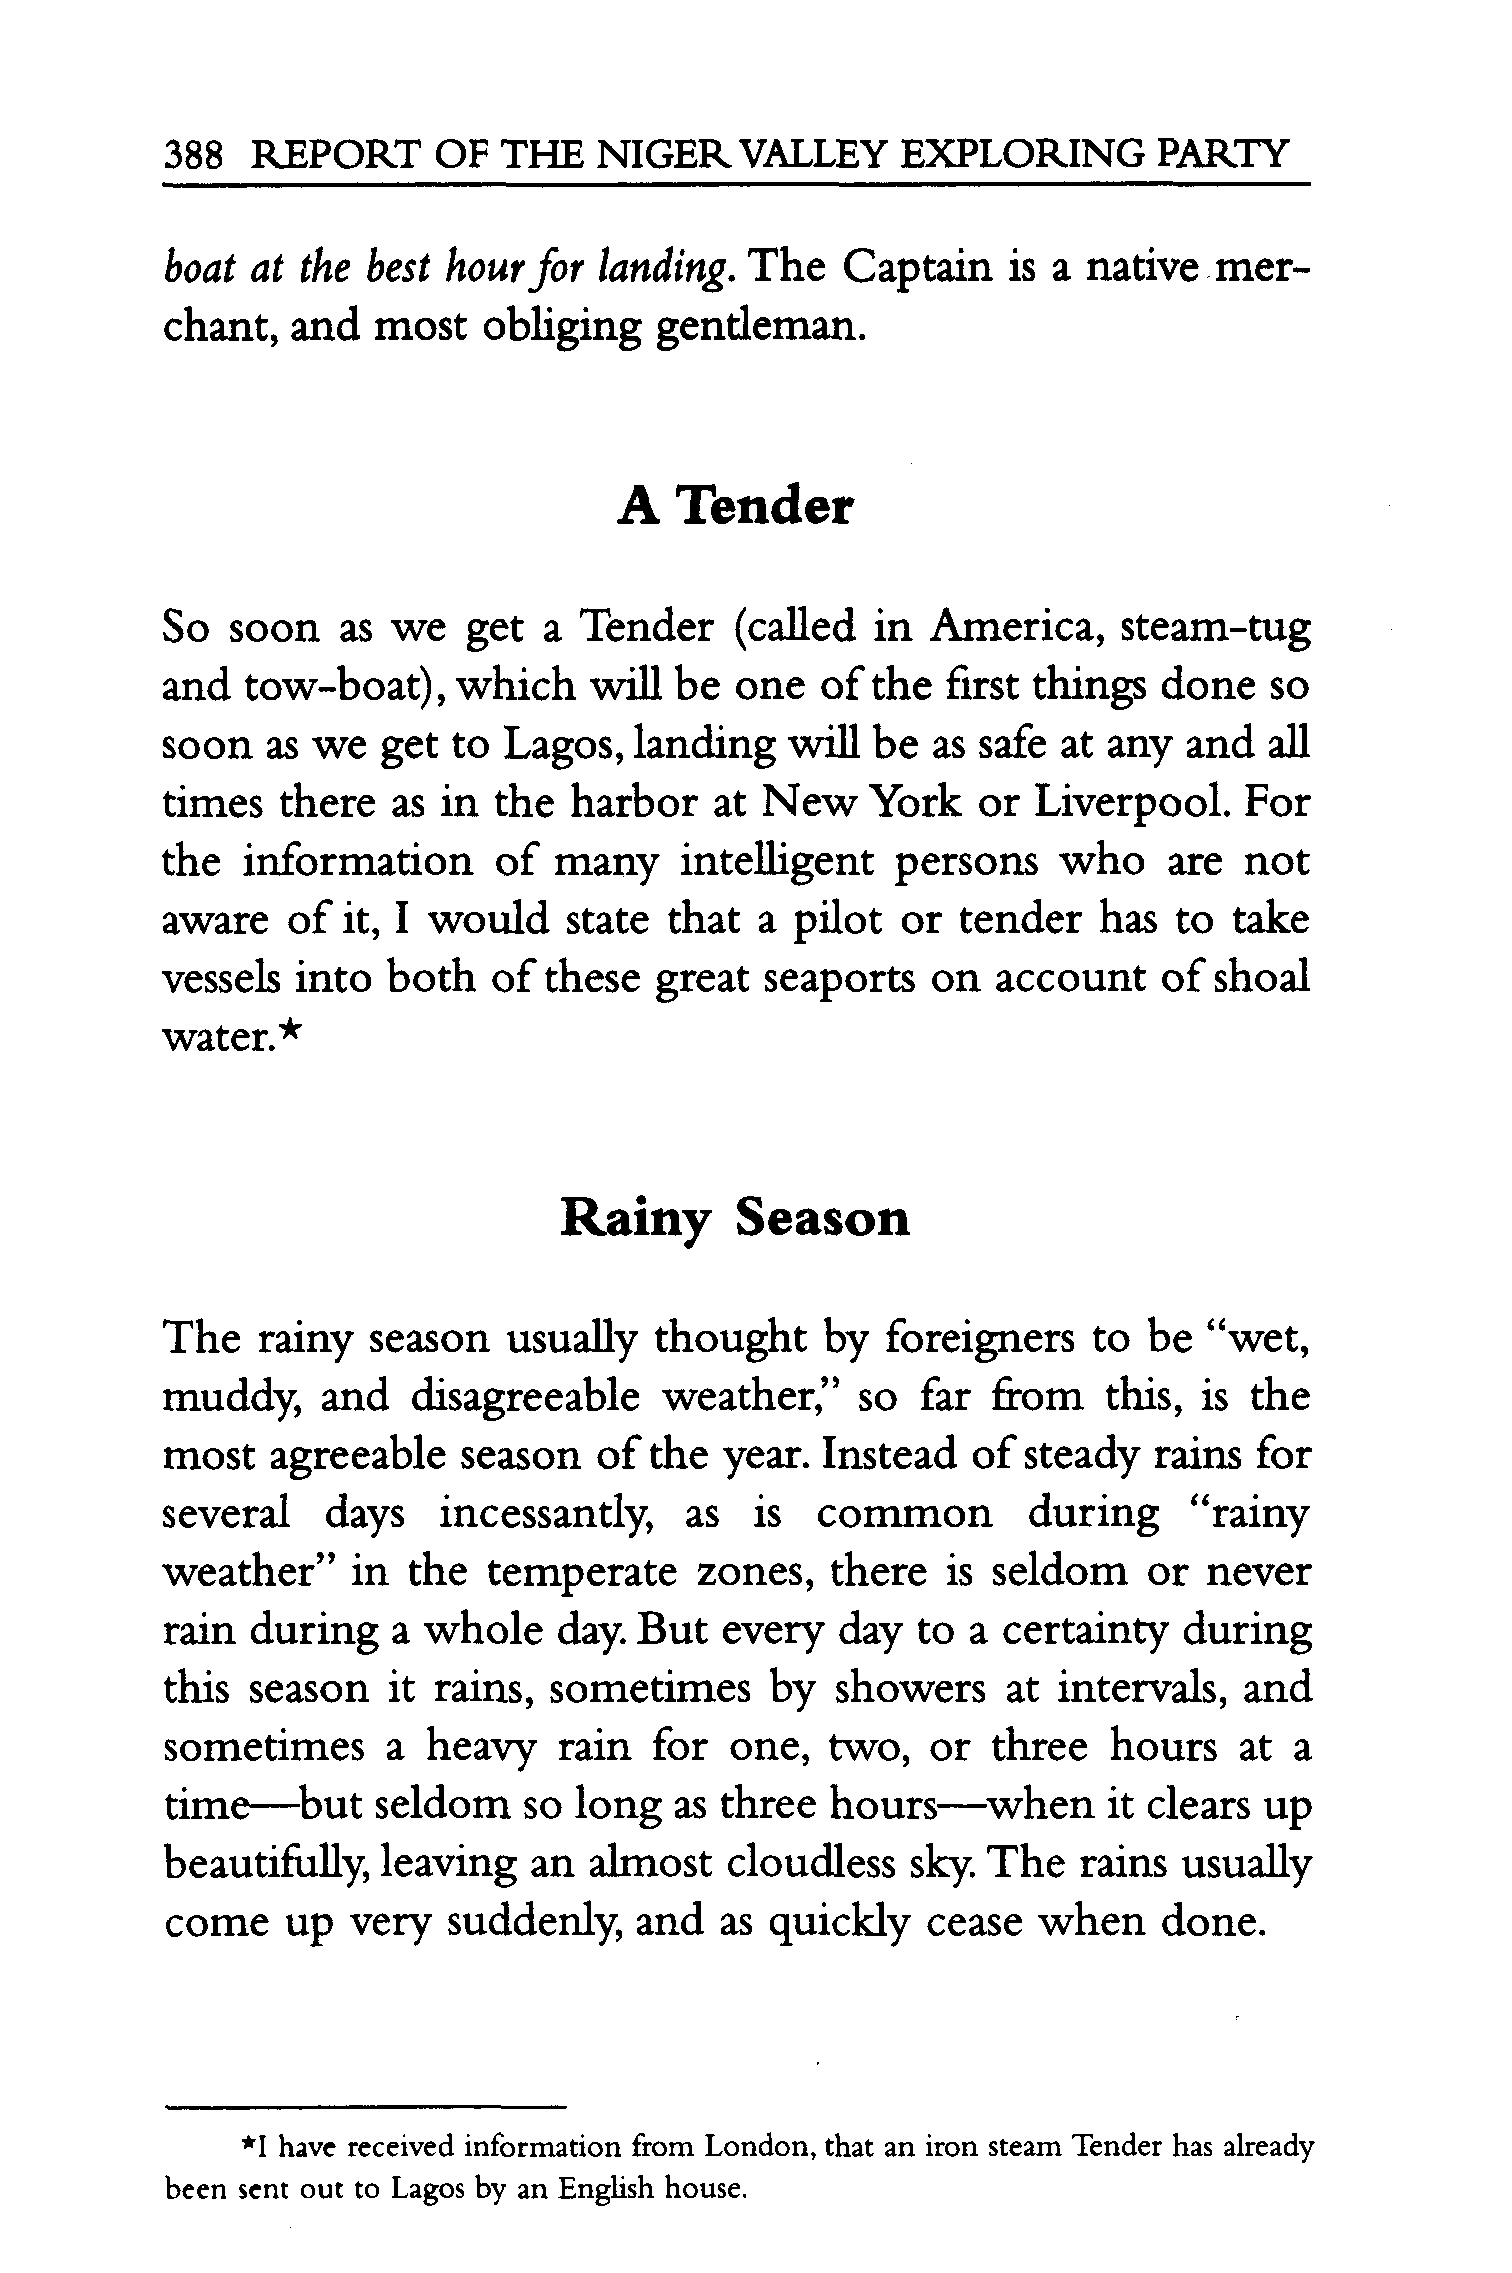 388 REPORT OF THE NIGER VALLEY EXPLORING PARTY
boat at the best hour for landing. The Captain is a native mer-
chant, and most obliging gentleman.
A Tender
So soon as we get a Tender (called in America, steam-tug
and tow-boat), which will be one of the first things done so
soon as we get to Lagos, landing will be as safe at any and all
times there as in the harbor at New York or Liverpool. For
the information of many intelligent persons who are not
aware of it, I would state that a pilot or tender has to take
vessels into both of these great seaports on account of shoal
water.*
Rainy Season
The rainy season usually thought by foreigners to be “wet,
muddy, and disagreeable weather,” so far from this, is the
most agreeable season of the year. Instead of steady rains for
several days incessantly, as is common during “rainy
weather” in the temperate zones, there is seldom or never
rain during a whole day. But every day to a certainty during
this season it rains, sometimes by showers at intervals, and
sometimes a heavy rain for one, two, or three hours at a
time—but seldom so long as three hours—when it clears up
beautifully, leaving an almost cloudless sky. The rains usually
come up very suddenly, and as quickly cease when done.
*I have received information from London, that an iron steam Tender has already
been sent out to Lagos by an English house.